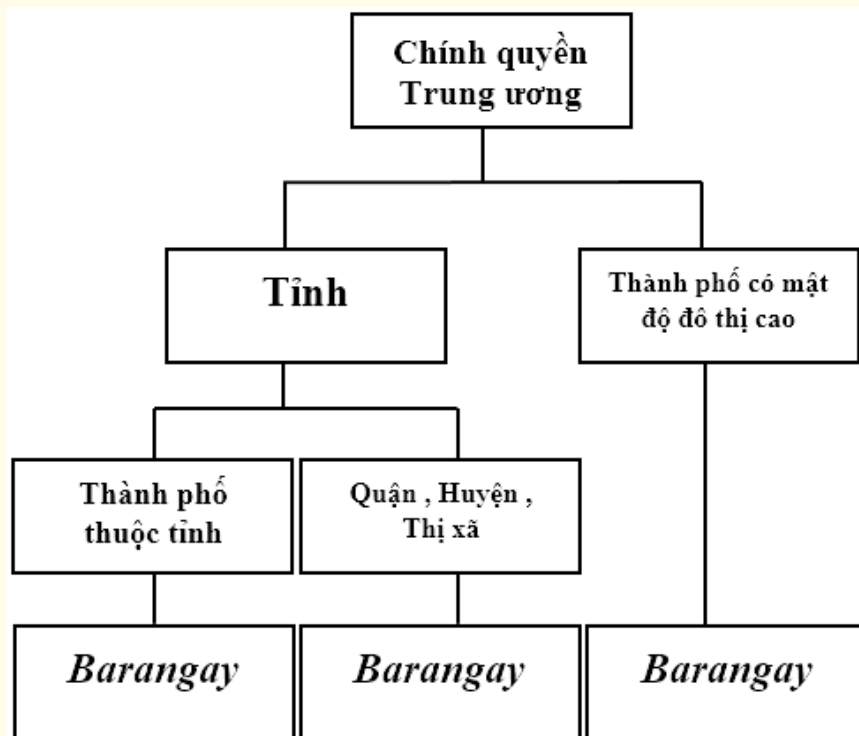 Chính quyền
Trung ương
Tỉnh
Thành phố có mật
độ đô thị cao
Thành phố
thuộc tỉnh
Quận , Huyện ,
Thị xã
Barangay
Barangay
Barangay